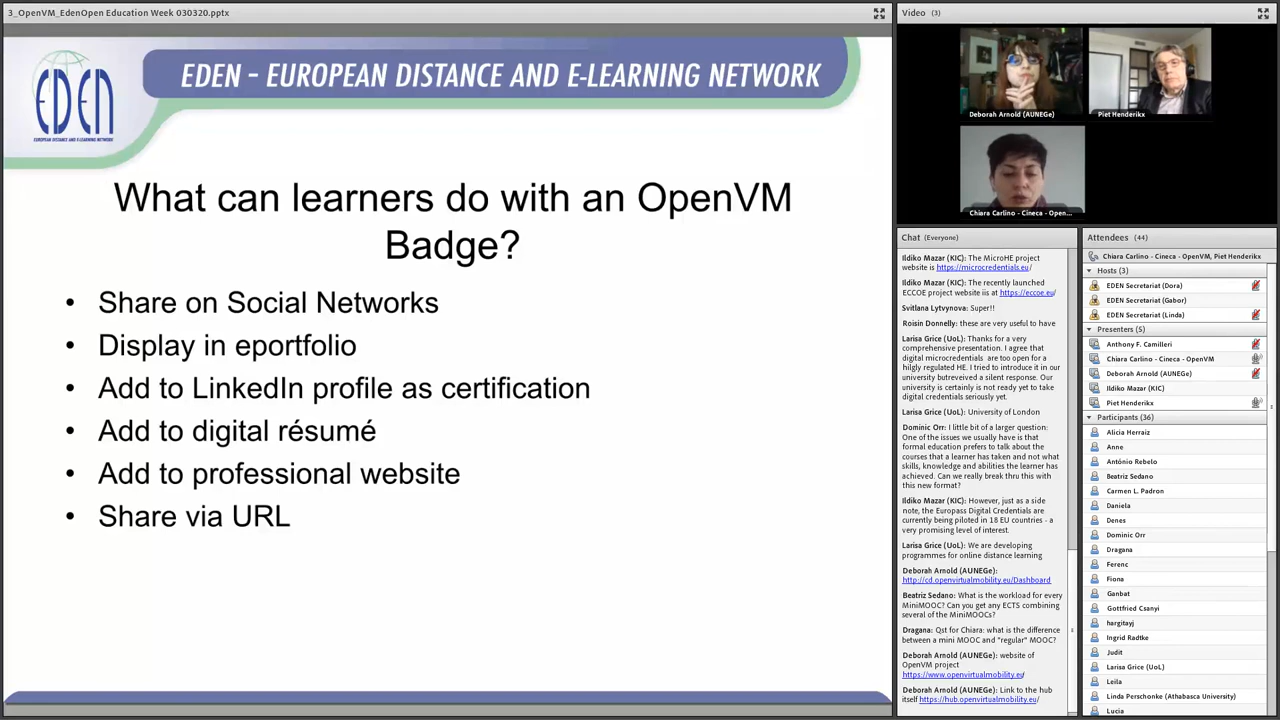 3_OpenVM_EdenOpen Education Week 030320.pptx
EDEN
EUROPEAN DISTANCE AND E-LEARNING NETWORK
EDEN - EUROPEAN DISTANCE AND E-LEARNING NETWORK
What can learners do with an OpenVM
Badge?
• Share on Social Networks
• Display in eportfolio
• Add to LinkedIn profile as certification
• Add to digital résumé
• Add to professional website
• Share via URL
Video (3)
Deborah Arnold (AUNEGe)
Piet Henderikx
Chiara Carlino - Cineca - Open...
Chat (Everyone)
Ildiko Mazar (KIC): The MicroHE project
website is https://microcredentials.eu/
Ildiko Mazar (KIC): The recently launched
ECCOE project website iis at https://eccoe.eu/
Svitlana Lytvynova: Super!!
Roisin Donnelly: these are very useful to have
Larisa Grice (UoL): Thanks for a very
comprehensive presentation. I agree that
digital microcredentials are too open for a
hilgly regulated HE. I tried to introduce it in our
university butreveived a silent response. Our
university is certainly is not ready yet to take
digital credentials seriously yet.
Larisa Grice (UoL): University of London
Dominic Orr: I little bit of a larger question:
One of the issues we usually have is that
formal education prefers to talk about the
courses that a learner has taken and not what
skills, knowledge and abilities the learner has
achieved. Can we really break thru this with
this new format?
Ildiko Mazar (KIC): However, just as a side
note, the Europass Digital Credentials are
currently being piloted in 18 EU countries - a
very promising level of interest.
Larisa Grice (UoL): We are developing
programmes for online distance learning
Deborah Arnold (AUNEGe):
http://cd.openvirtualmobility.eu/Dashboard
Beatriz Sedano: What is the workload for every
MiniMOOC? Can you get any ECTS combining
several of the MiniMOOCs?
Dragana: Qst for Chiara: what is the difference
between a mini MOOC and "regular" MOOC?
Deborah Arnold (AUNEGe): website of
OpenVM project
https://www.openvirtualmobility.eu/
Deborah Arnold (AUNEGe): Link to the hub
itself https://hub.openvirtualmobility.eu/
Attendees (44)
Chiara Carlino - Cineca - OpenVM, Piet Henderikx
Hosts (3)
EDEN Secretariat (Dora)
EDEN Secretariat (Gabor)
EDEN Secretariat (Linda)
Presenters (5)
Anthony F. Camilleri
Chiara Carlino - Cineca - OpenVM
Deborah Arnold (AUNEGe)
Ildiko Mazar (KIC)
Piet Henderikx
Participants (36)
Alicia Herraiz
Anne
António Rebelo
Beatriz Sedano
Carmen L. Padron
Daniela
Denes
Dominic Orr
Dragana
Ferenc
Fiona
Ganbat
Gottfried Csanyi
hargitayj
Ingrid Radtke
Judit
Larisa Grice (UoL)
Leila
Linda Perschonke (Athabasca University)
Lucia